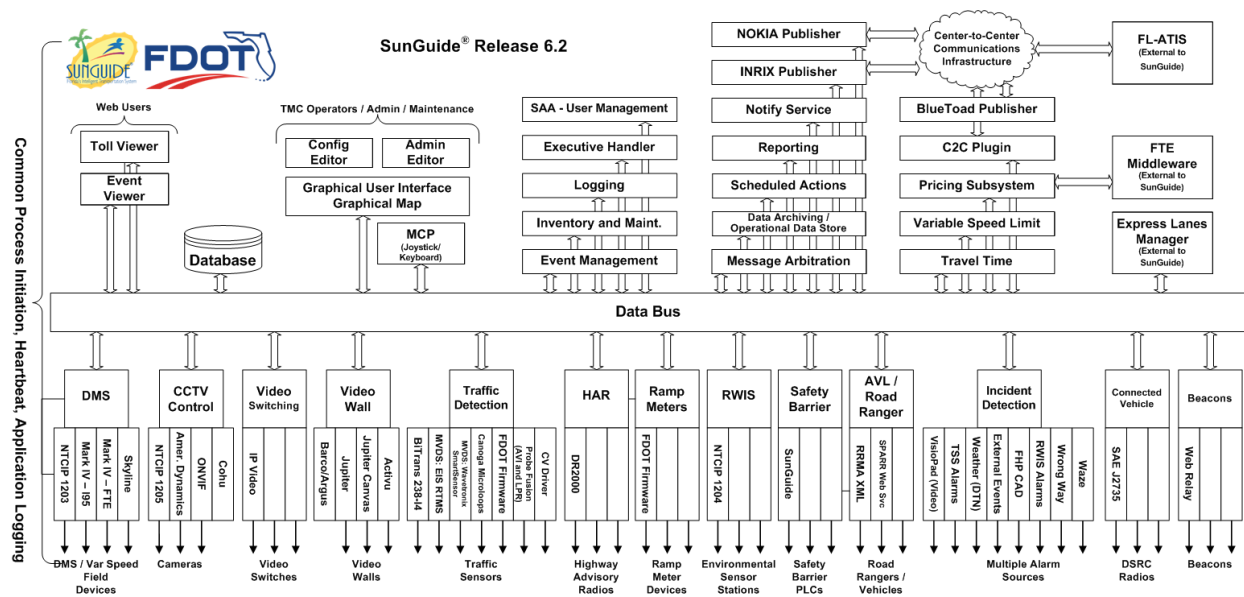 SunGuide® Release 6.2
SUNGUIDE
FDOT
Web Users
TMC Operators / Admin / Maintenance
Toll Viewer
Event
Viewer
Config
Editor
Admin
Editor
Graphical User Interface
Graphical Map
MCP
(Joystick/
Keyboard)
Database
SAA - User Management
Executive Handler
Logging
Inventory and Maint.
Event Management
NOKIA Publisher
INRIX Publisher
Notify Service
Reporting
Scheduled Actions
Data Archiving /
Operational Data Store
Message Arbitration
Center-to-Center
Communications
Infrastructure
BlueToad Publisher
C2C Plugin
Pricing Subsystem
Variable Speed Limit
Travel Time
FL-ATIS
(External to
SunGuide)
FTE
Middleware
(External to
SunGuide)
Express Lanes
Manager
(External to
SunGuide)
Common Process Initiation, Heartbeat, Application Logging
Data Bus
DMS
NTCIP 1203
Mark IV – I95
Mark IV – FTE
Skyline
DMS / Var Speed
Field
Devices
CCTV
Control
NTCIP 1205
Amer. Dynamics
ONVIF
Cohu
Cameras
Video
Switching
IP Video
Video
Switches
Video
Wall
Barco/Argus
Jupiter
Jupiter Canvas
Activu
Video
Walls
Traffic
Detection
BiTrans 238-I4
MVDS: EIS RTMS
MVDS: Wavetronix
SmartSensor
Canoga Microloops
FDOT Firmware
Probe Fusion
(AVI and LPR)
CV Driver
Traffic
Sensors
HAR
DR2000
Highway
Advisory
Radios
Ramp
Meters
FDOT Firmware
Ramp
Meter
Devices
RWIS
NTCIP 1204
Environmental
Sensor
Stations
Safety
Barrier
SunGuide
Safety
Barrier
PLCs
AVL /
Road
Ranger
RRMA XML
SPARR Web Svc
Road
Rangers /
Vehicles
Incident
Detection
VisioPad (Video)
TSS Alarms
Weather (DTN)
External Events
FHP CAD
RWIS Alarms
Wrong Way
Waze
Multiple Alarm
Sources
Connected
Vehicle
SAE J2735
DSRC
Radios
Beacons
Web Relay
Beacons